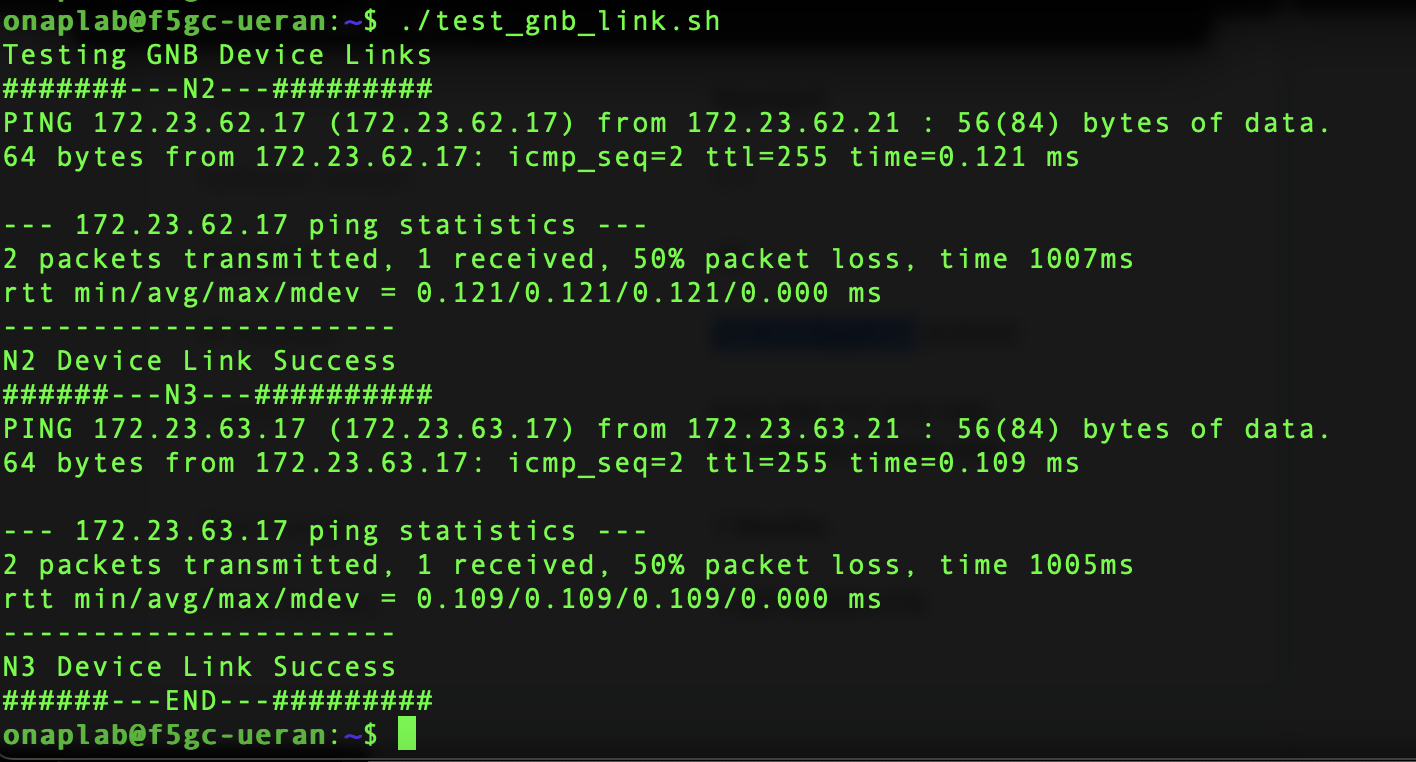 onaplab@f5gc-ueran:~$ ./test_gnb_link.sh
Testing GNB Device Links
#######---N2---#########
PING 172.23.62.17 (172.23.62.17) from 172.23.62.21 : 56(84) bytes of data.
64 bytes from 172.23.62.17: icmp_seq=2 ttl=255 time=0.121 ms
--- 172.23.62.17 ping statistics ---
2 packets transmitted, 1 received, 50% packet loss, time 1007ms
rtt min/avg/max/mdev = 0.121/0.121/0.121/0.000 ms
----------------------
N2 Device Link Success
######---N3---##########
PING 172.23.63.17 (172.23.63.17) from 172.23.63.21 : 56(84) bytes of data.
64 bytes from 172.23.63.17: icmp_seq=2 ttl=255 time=0.109 ms
--- 172.23.63.17 ping statistics ---
2 packets transmitted, 1 received, 50% packet loss, time 1005ms
rtt min/avg/max/mdev = 0.109/0.109/0.109/0.000 ms
----------------------
N3 Device Link Success
######---END---#########
onaplab@f5gc-ueran:~$